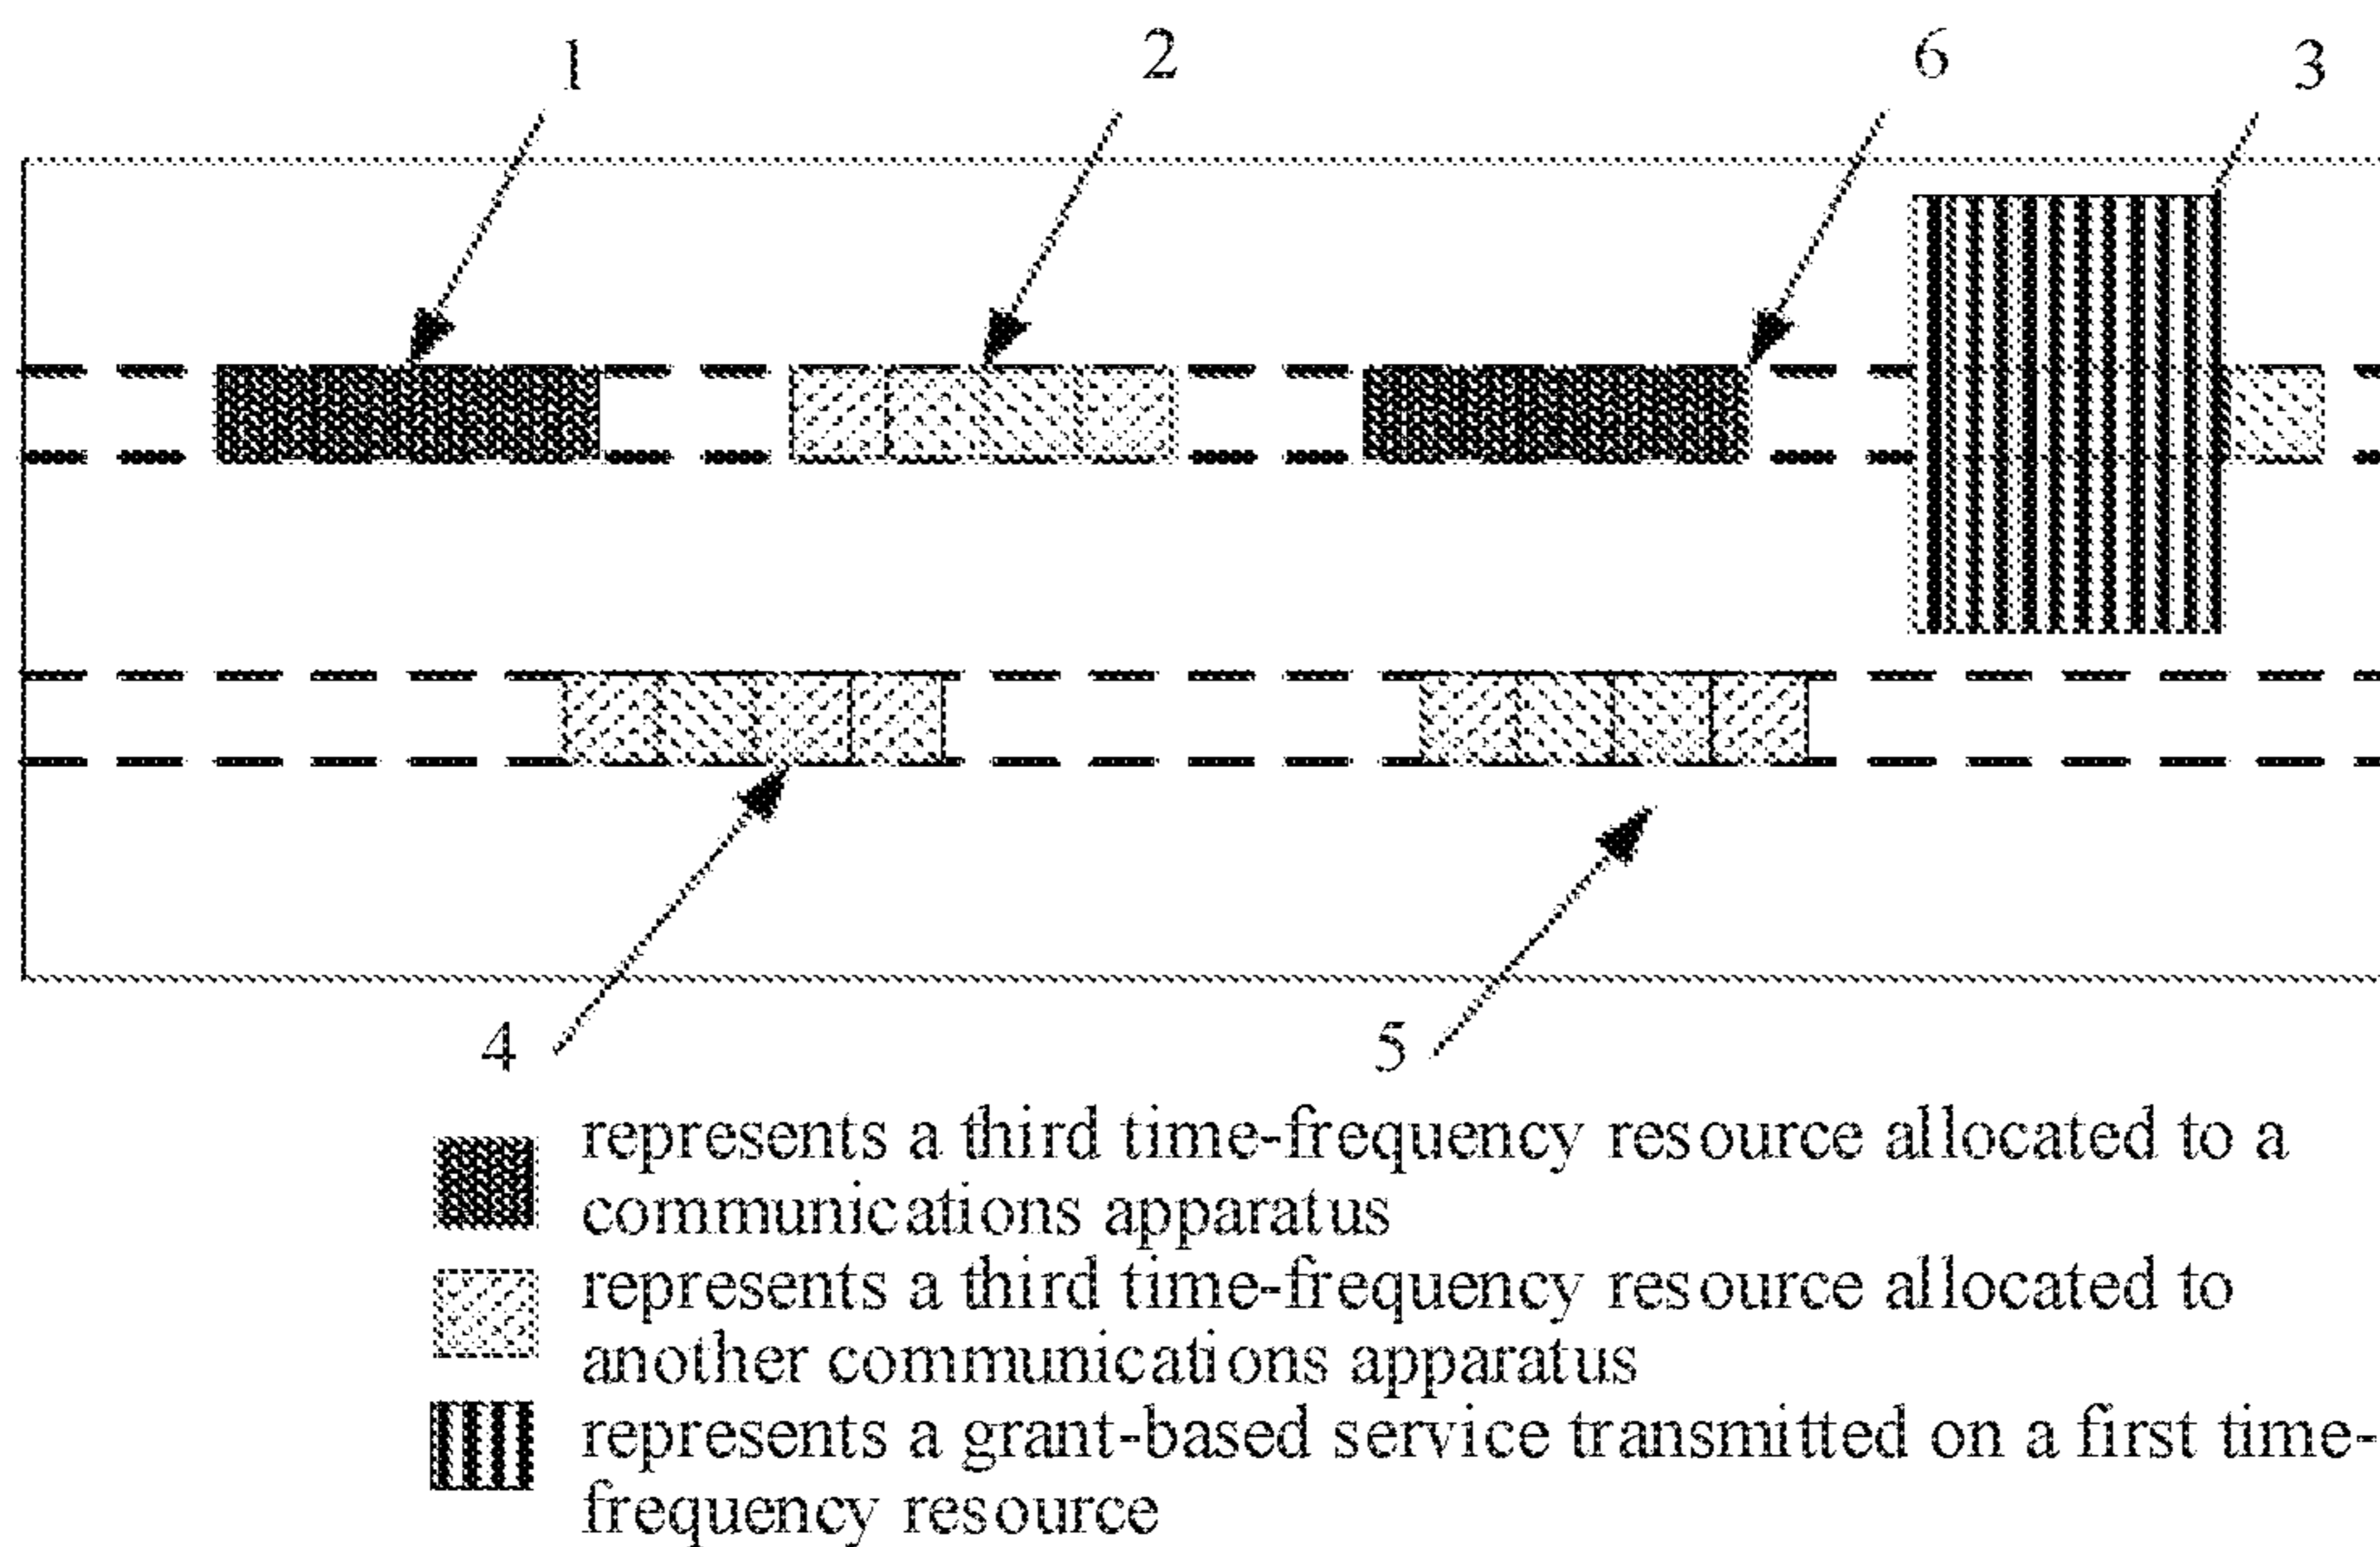 1 2 6 3
4 5
represents a third time-frequency resource allocated to a
communications apparatus
represents a third time-frequency resource allocated to
another communications apparatus
represents a grant-based service transmitted on a first time-
frequency resource